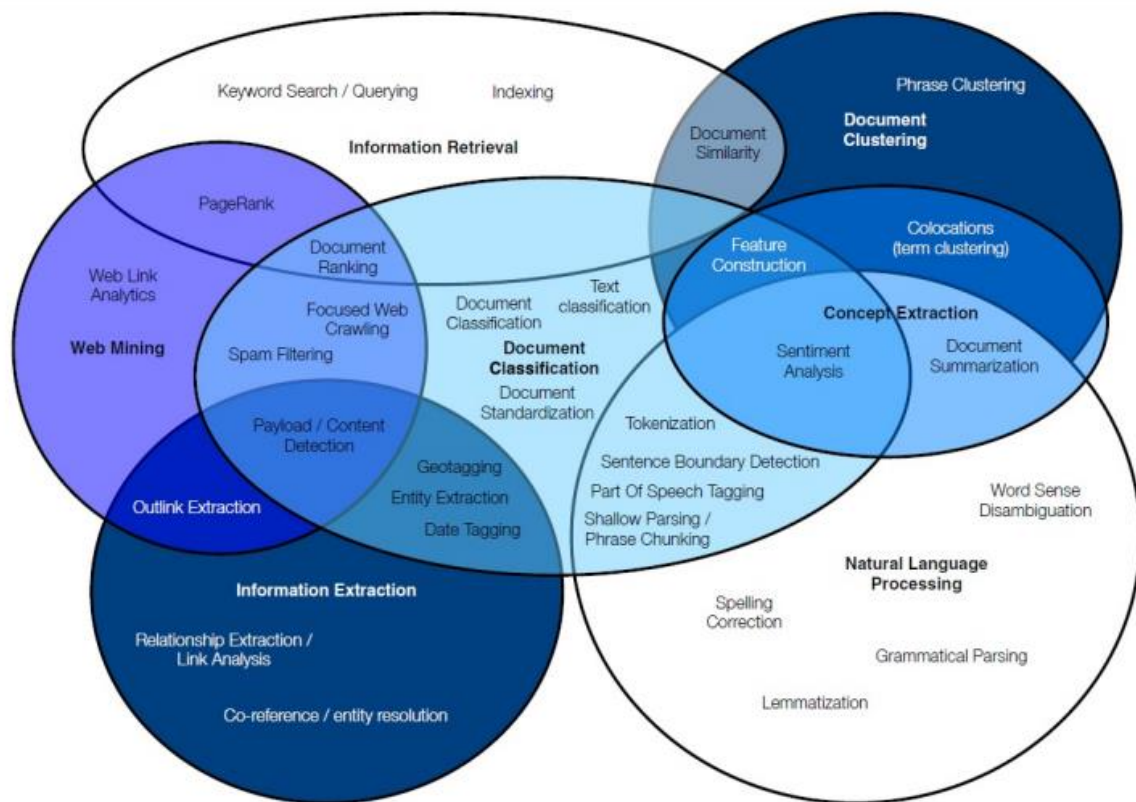 Keyword Search / Querying
Indexing
Information Retrieval
Phrase Clustering
Document
Clustering
Document
Similarity
PageRank
Document
Ranking
Web Link
Analytics
Focused Web
Crawling
Web Mining
Spam Filtering
Feature
Construction
Colocations
(term clustering)
Text
classification
Document
Classification
Document
Classification
Document
Standardization
Concept Extraction
Sentiment
Analysis
Document
Summarization
Payload / Content
Detection
Outlink Extraction
Geotagging
Entity Extraction
Date Tagging
Tokenization
Sentence Boundary Detection
Part Of Speech Tagging
Shallow Parsing /
Phrase Chunking
Word Sense
Disambiguation
Natural Language
Processing
Information Extraction
Relationship Extraction /
Link Analysis
Co-reference / entity resolution
Spelling
Correction
Grammatical Parsing
Lemmatization